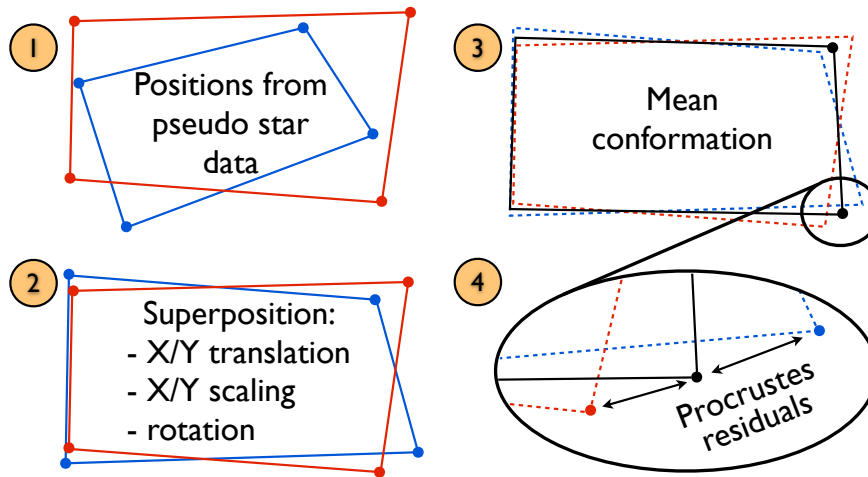 1
Positions from
pseudo star
data
2
Superposition:
- X/Y translation
- X/Y scaling
- rotation
3
Mean
conformation
4
Procrustes
residuals